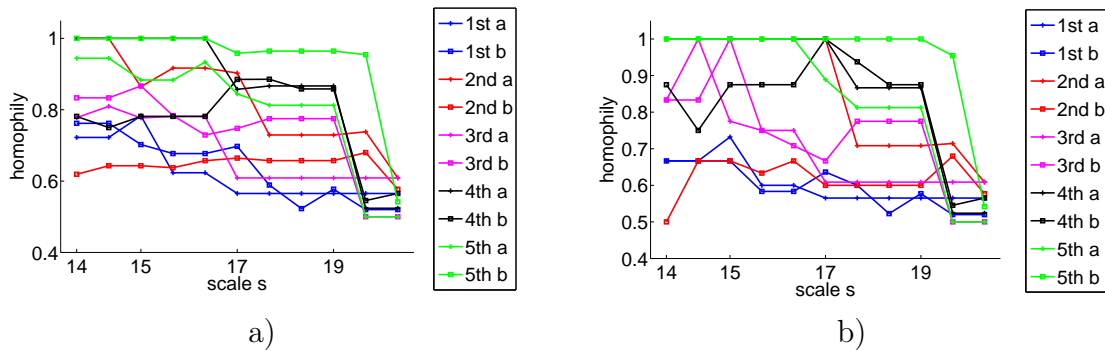 1
0.8
0.6
0.4
homophily
14
15
17
19
scale s
1st a
1st b
2nd a
2nd b
3rd a
3rd b
4th a
4th b
5th a
5th b
a)
1
0.9
0.8
0.7
0.6
0.5
0.4
homophily
14
15
17
19
scale s
1st a
1st b
2nd a
2nd b
3rd a
3rd b
4th a
4th b
5th a
5th b
b)